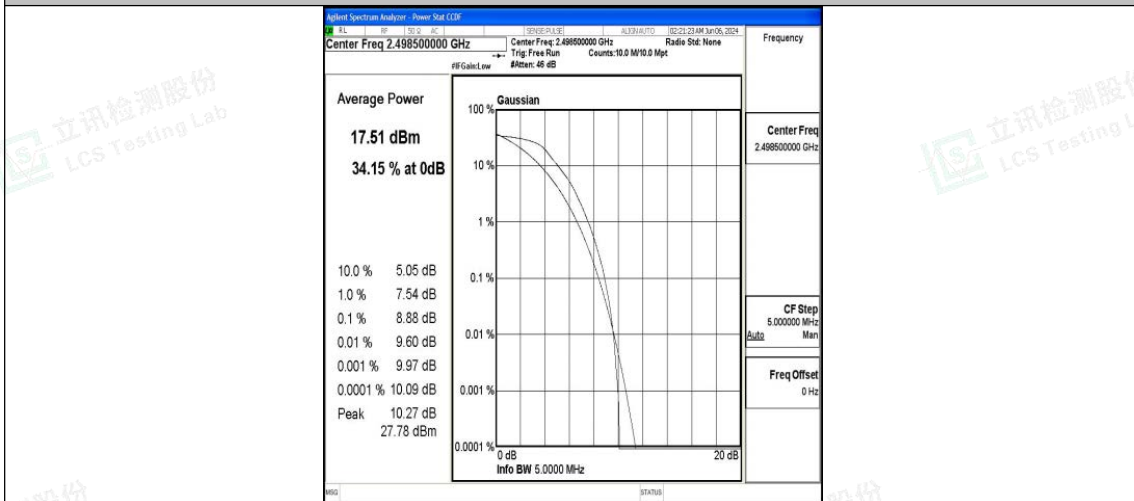 Agilent Spectrum Analyzer - Power Stat CCDF
RL RF 50 Ω AC SENSE:PULSE ALIGNAUTO 02:21:23 AM Jun 06, 2024
Center Freq 2.498500000 GHz
Center Freq: 2.498500000 GHz Radio Std: None
Trig: Free Run Counts:10.0 M/10.0 Mpt
#IFGain:Low #Atten: 46 dB
Frequency
Average Power
17.51 dBm
34.15 % at 0dB
10.0 % 5.05 dB
1.0 % 7.54 dB
0.1 % 8.88 dB
0.01 % 9.60 dB
0.001 % 9.97 dB
0.0001 % 10.09 dB
Peak 10.27 dB
27.78 dBm
Gaussian
100 %
10 %
1 %
0.1 %
0.01 %
0.001 %
0.0001 %
0 dB 20 dB
Info BW 5.0000 MHz
Center Freq
2.498500000 GHz
CF Step
5.000000 MHz
Auto Man
Freq Offset
0 Hz
MSG STATUS
立讯检测股份
LCS Testing Lab
立讯检测股份
LCS Testing L